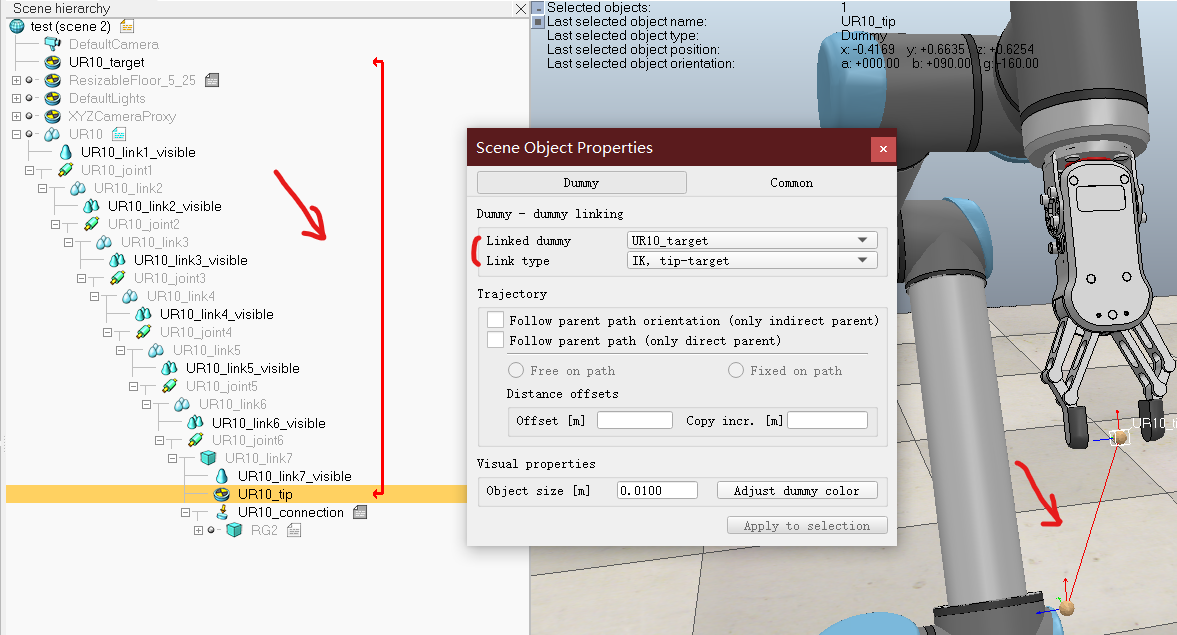 Scene hierarchy
test (scene 2)
DefaultCamera
UR10_target
ResizableFloor_5_25
DefaultLights
XYZCameraProxy
UR10
UR10_link1_visible
UR10_joint1
UR10_link2
UR10_link2_visible
UR10_joint2
UR10_link3
UR10_link3_visible
UR10_joint3
UR10_link4
UR10_link4_visible
UR10_joint4
UR10_link5
UR10_link5_visible
UR10_joint5
UR10_link6
UR10_link6_visible
UR10_joint6
UR10_link7
UR10_link7_visible
UR10_tip
UR10_connection
RG2
Selected objects: 1
Last selected object name: UR10_tip
Last selected object type: Dummy
Last selected object position: x: -0.4169 y: +0.6635 z: +0.6254
Last selected object orientation: a: +000.00 b: +090.00 g: -160.00
Scene Object Properties
Dummy Common
Dummy - dummy linking
Linked dummy UR10_target
Link type IK, tip-target
Trajectory
Follow parent path orientation (only indirect parent)
Follow parent path (only direct parent)
Free on path Fixed on path
Distance offsets
Offset [m] Copy incr. [m]
Visual properties
Object size [m] 0.0100 Adjust dummy color
Apply to selection